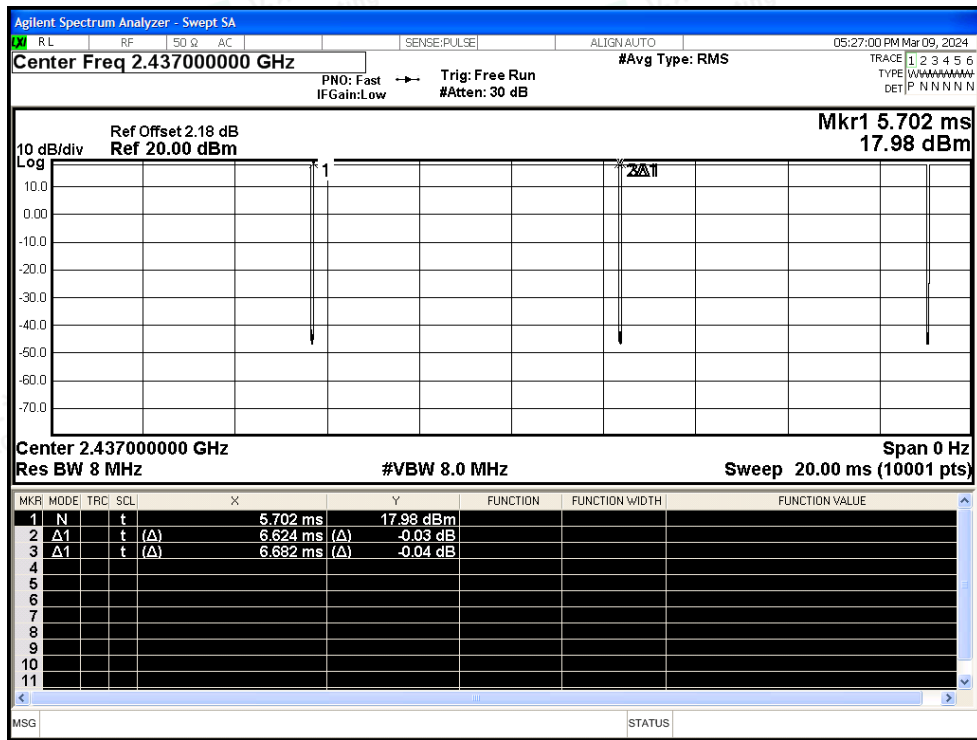 Agilent Spectrum Analyzer - Swept SA
LXI RL RF 50 Ω AC SENSE:PULSE ALIGN AUTO 05:27:00 PM Mar 09, 2024
Center Freq 2.437000000 GHz #Avg Type: RMS TRACE 1 2 3 4 5 6
PNO: Fast Trig: Free Run TYPE WWWWWW
IFGain:Low #Atten: 30 dB DET P N N N N N
Mkr1 5.702 ms
Ref Offset 2.18 dB
10 dB/div Ref 20.00 dBm 17.98 dBm
Log
1
2Δ1
3Δ1
10.0
0.00
-10.0
-20.0
-30.0
-40.0
-50.0
-60.0
-70.0
Center 2.437000000 GHz Span 0 Hz
Res BW 8 MHz #VBW 8.0 MHz Sweep 20.00 ms (10001 pts)
MKR MODE TRC SCL X Y FUNCTION FUNCTION WIDTH FUNCTION VALUE
1 N t 5.702 ms 17.98 dBm
2 Δ1 t (Δ) 6.624 ms (Δ) -0.03 dB
3 Δ1 t (Δ) 6.682 ms (Δ) -0.04 dB
4
5
6
7
8
9
10
11
MSG STATUS